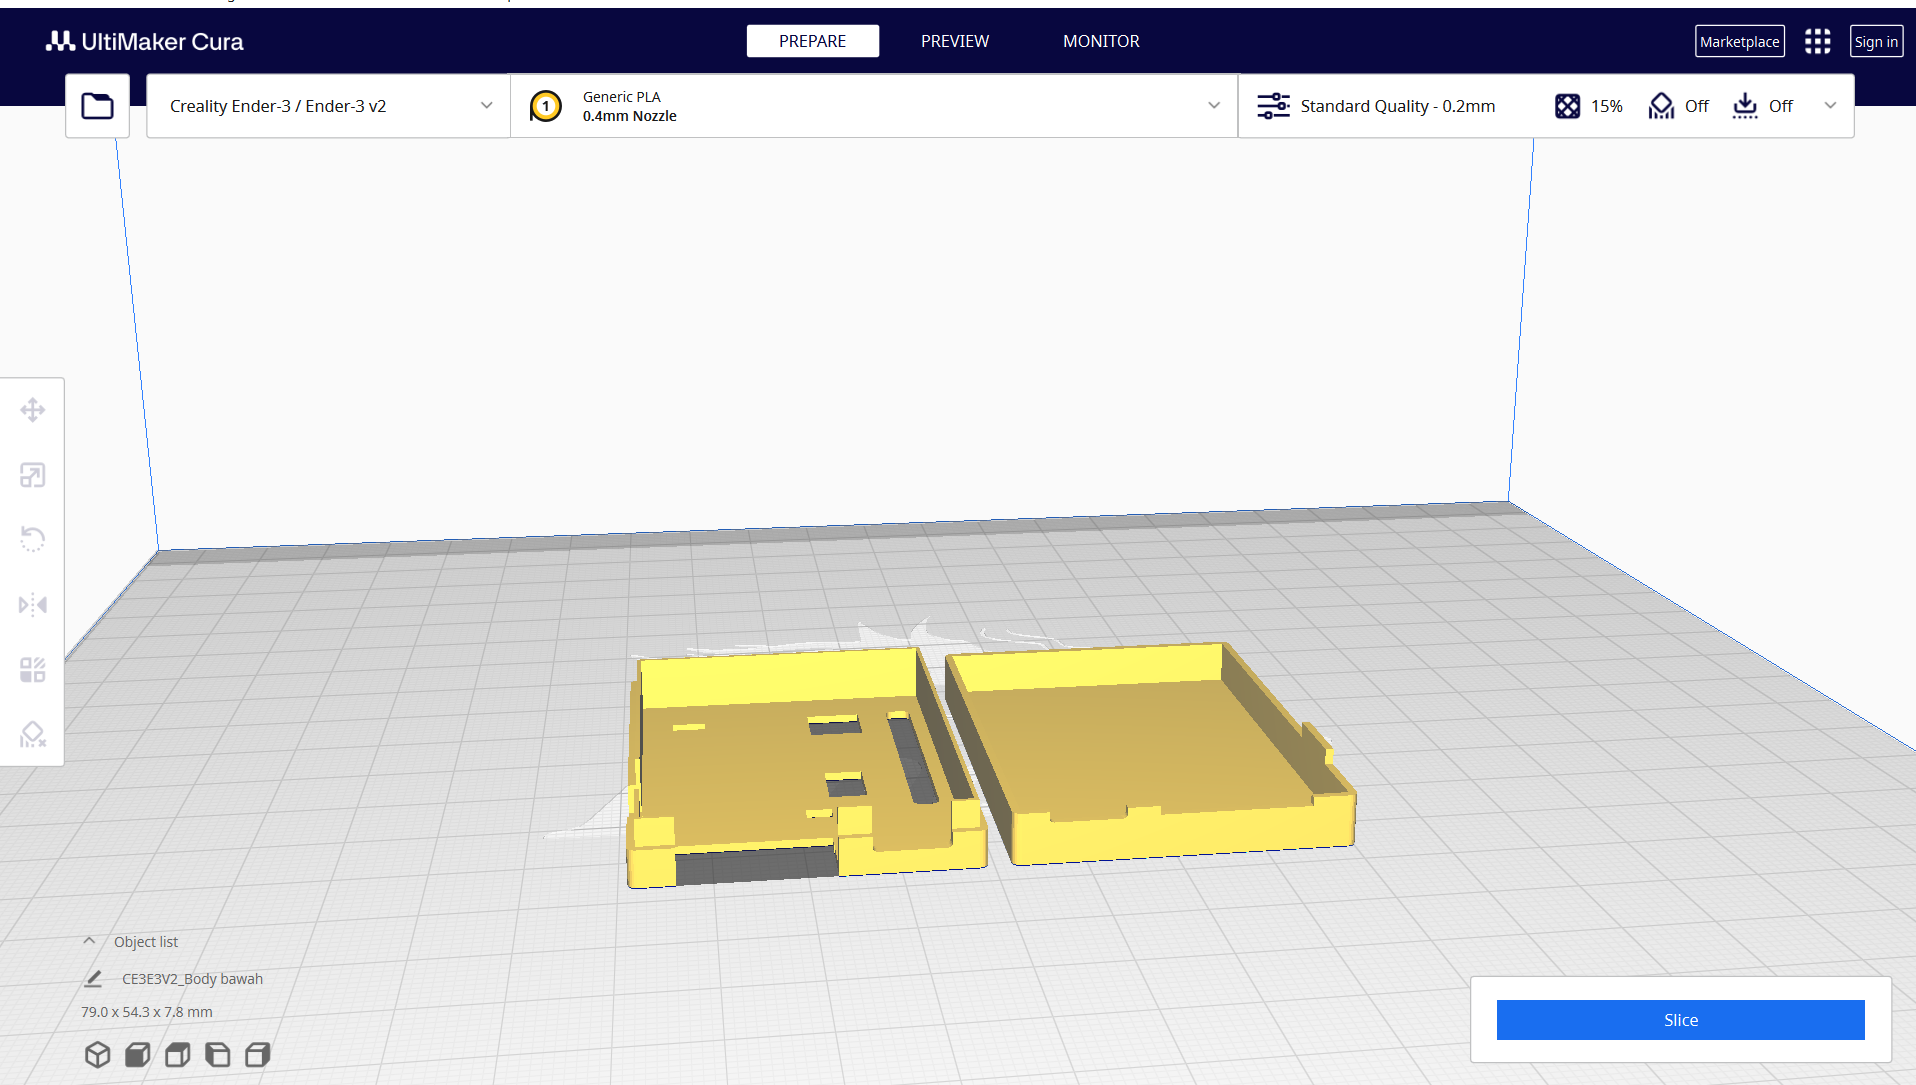 UltiMaker Cura
PREPARE
PREVIEW
MONITOR
Marketplace
Sign in
Creality Ender-3 / Ender-3 v2
1
Generic PLA
0.4mm Nozzle
Standard Quality - 0.2mm
15%
Off
Off
Object list
CE3E3V2_Body bawah
79.0 x 54.3 x 7.8 mm
Slice